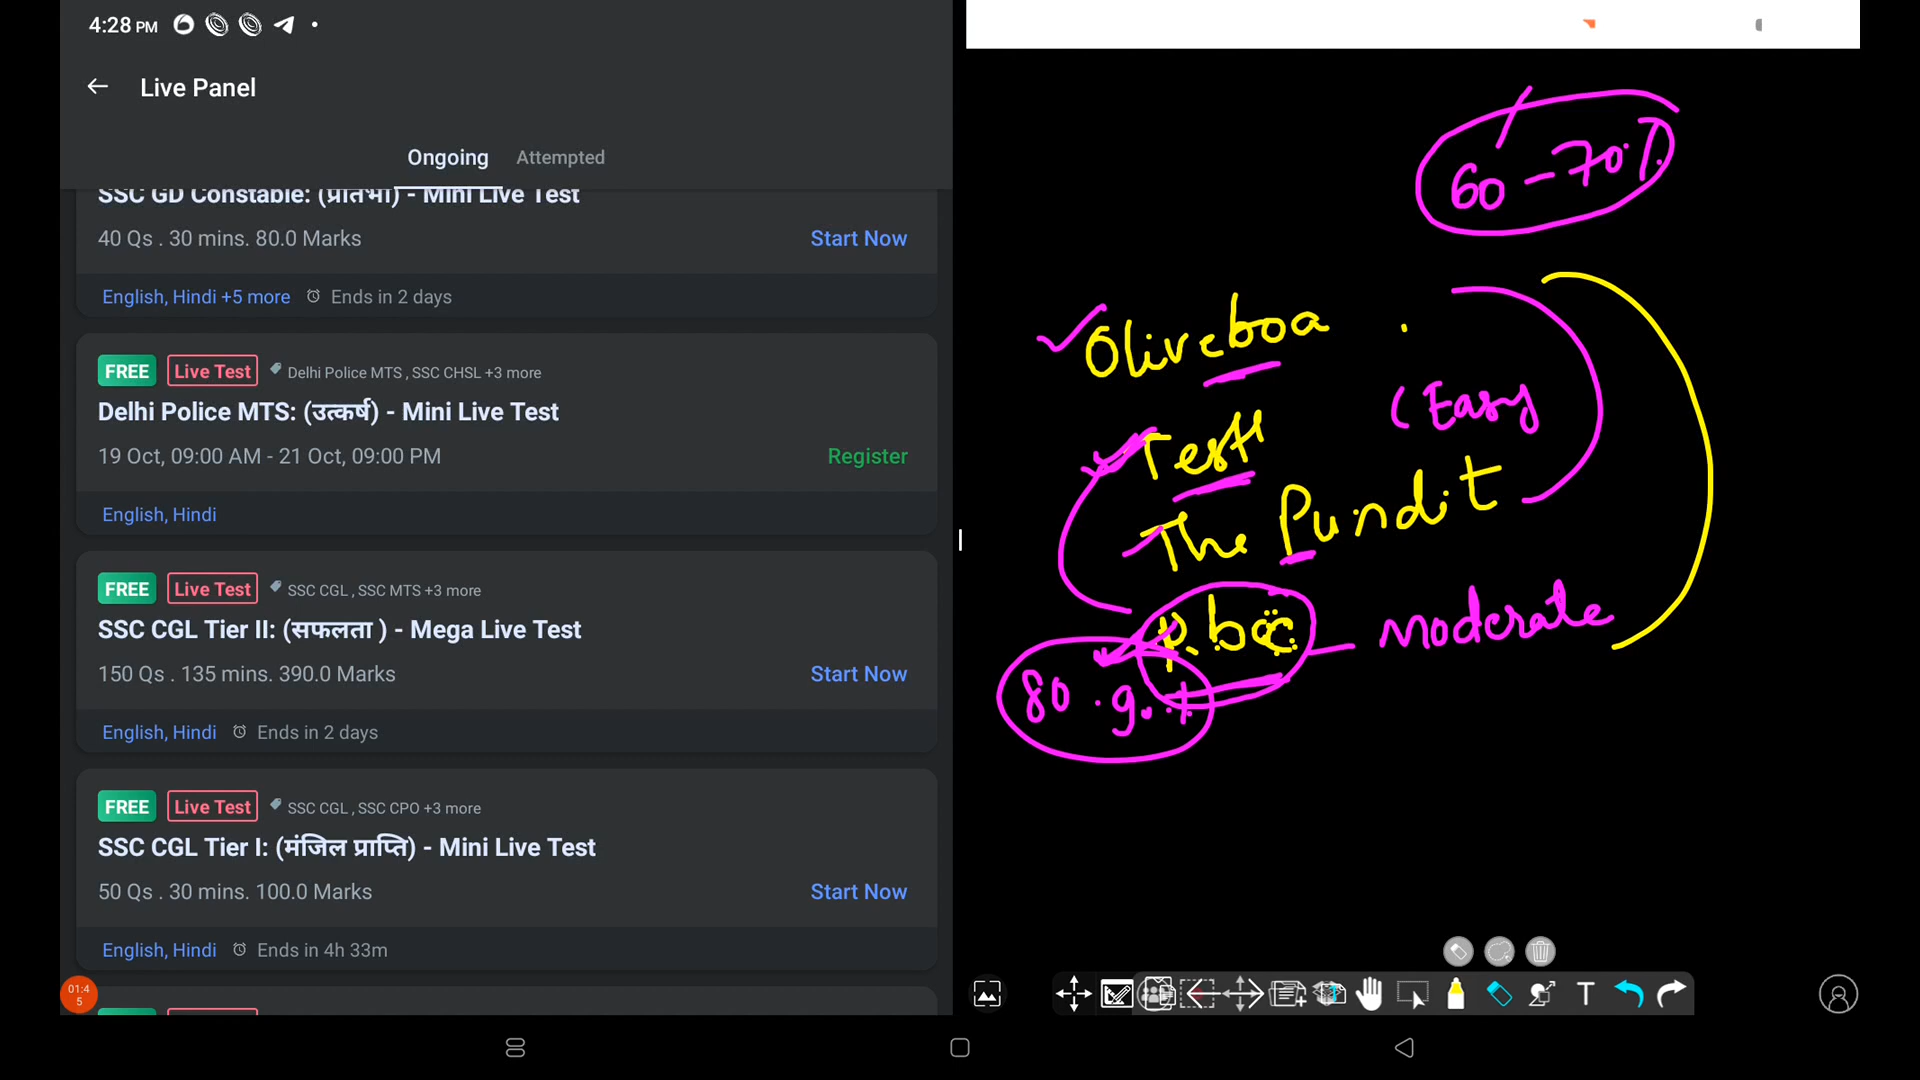 4:28 PM
Live Panel
Ongoing
Attempted
SSC GD Constable: (प्रतिभा) - Mini Live Test
40 Qs . 30 mins. 80.0 Marks
Start Now
English, Hindi +5 more
Ends in 2 days
FREE
Live Test
Delhi Police MTS , SSC CHSL +3 more
Delhi Police MTS: (उत्कर्ष) - Mini Live Test
19 Oct, 09:00 AM - 21 Oct, 09:00 PM
Register
English, Hindi
FREE
Live Test
SSC CGL , SSC MTS +3 more
SSC CGL Tier II: (सफलता ) - Mega Live Test
150 Qs . 135 mins. 390.0 Marks
Start Now
English, Hindi
Ends in 2 days
FREE
Live Test
SSC CGL , SSC CPO +3 more
SSC CGL Tier I: (मंजिल प्राप्ति) - Mini Live Test
50 Qs . 30 mins. 100.0 Marks
Start Now
English, Hindi
Ends in 4h 33m
01:4
5
60 - 70%
Oliveboa
(Easy
The Pundit
moderate
80
T